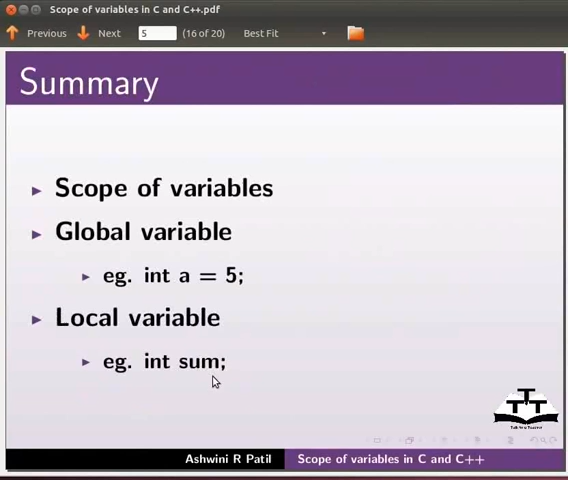 Scope of variables in C and C++.pdf
Previous Next 5 (16 of 20) Best Fit
Summary
Scope of variables
Global variable
eg. int a = 5;
Local variable
eg. int sum;
TTT
Ashwini R Patil Scope of variables in C and C++